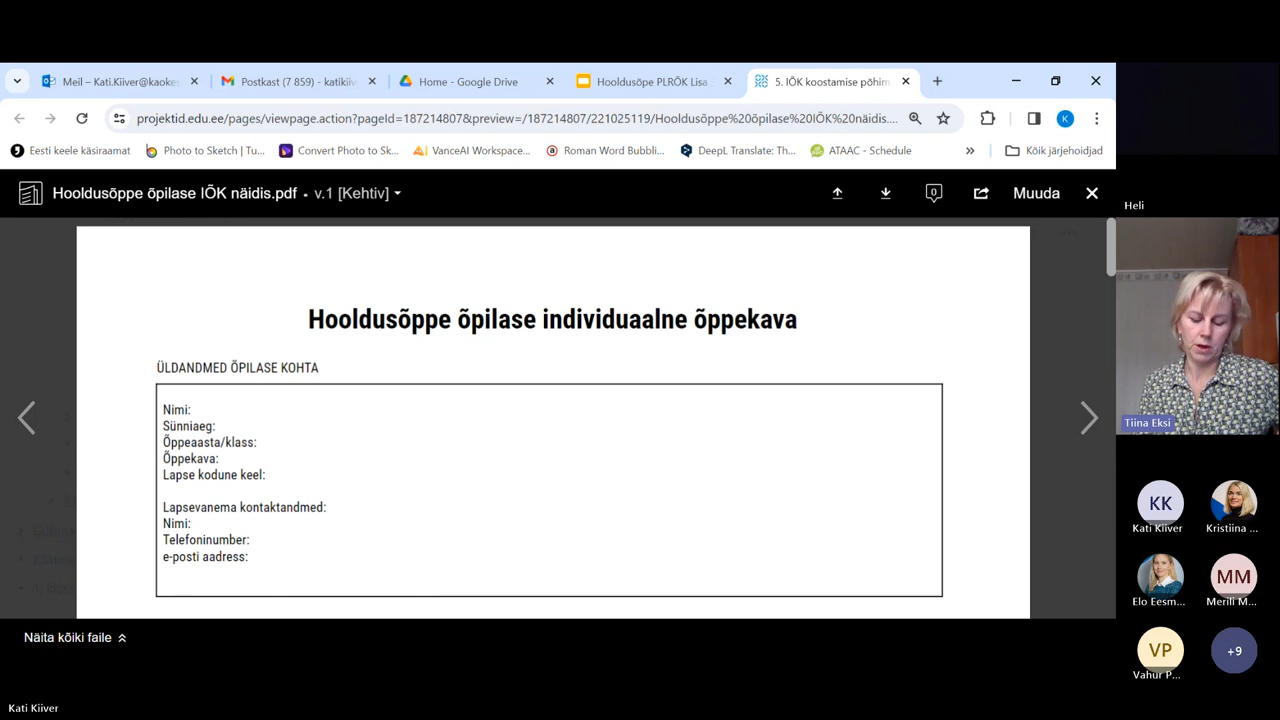 Meil – Kati.Kiiver@kaokes
Postkast (7 859) - katikiiv
Home - Google Drive
Hooldusõpe PLRÕK Lisa
5. IÕK koostamise põhim
projektid.edu.ee/pages/viewpage.action?pageId=187214807&preview=/187214807/221025119/Hooldusõppe%20õpilase%20IÕK%20näidis....
K
Eesti keele käsiraamat
Photo to Sketch | Tu...
Convert Photo to Sk...
VanceAI Workspace...
Roman Word Bubbli...
DeepL Translate: Th...
ATAAC - Schedule
»
Kõik järjehoidjad
Hooldusõppe õpilase IÕK näidis.pdf • v.1 [Kehtiv]
0
Muuda
Heli
Hooldusõppe õpilase individuaalne õppekava
ÜLDANDMED ÕPILASE KOHTA
Nimi:
Sünniaeg:
Õppeaasta/klass:
Õppekava:
Lapse kodune keel:
Lapsevanema kontaktandmed:
Nimi:
Telefoninumber:
e-posti aadress:
Tiina Eksi
KK
Kati Kiiver
Kristiina ...
Elo Eesm...
MM
Merili M...
VP
Vahur P...
+9
Näita kõiki faile
Kati Kiiver